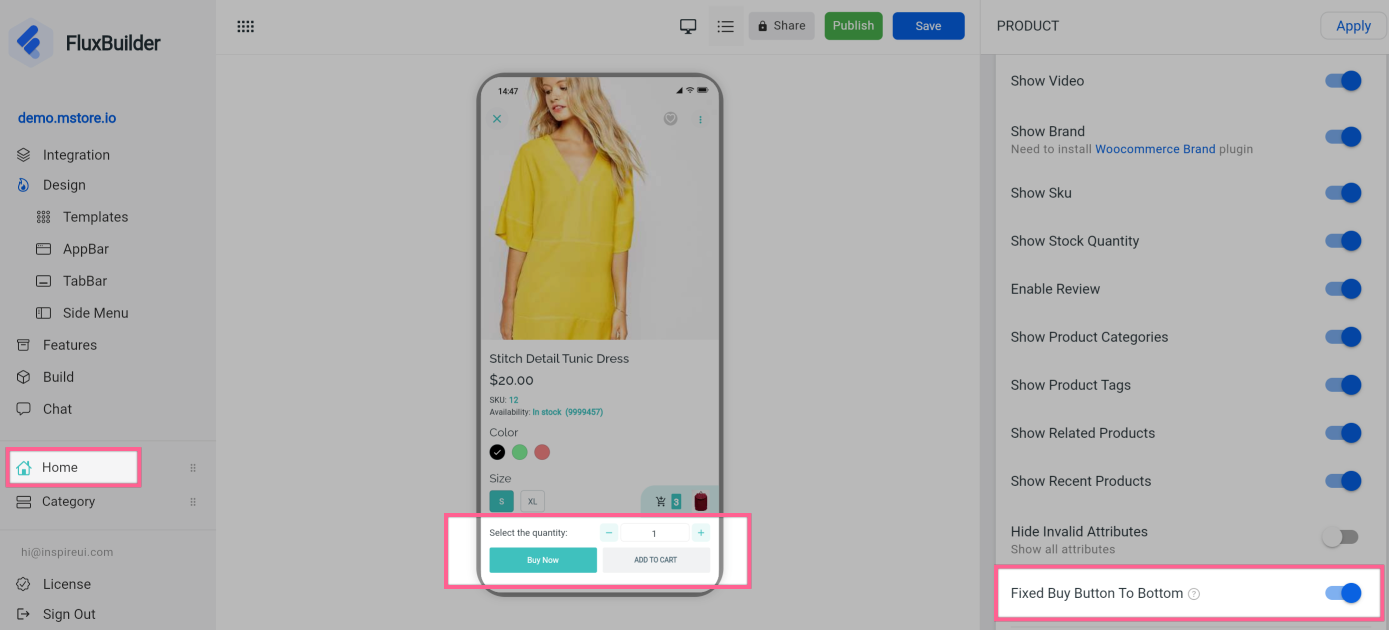 FluxBuilder
demo.mstore.io
Integration
Design
Templates
AppBar
TabBar
Side Menu
Features
Build
Chat
Home
Category
hi@inspireui.com
License
Sign Out
Share
Publish
Save
14:47
Stitch Detail Tunic Dress
$20.00
SKU: 12
Availability: In stock (9999457)
Color
Size
S
XL
3
Select the quantity:
−
1
+
Buy Now
ADD TO CART
PRODUCT
Apply
Show Video
Show Brand
Need to install Woocommerce Brand plugin
Show Sku
Show Stock Quantity
Enable Review
Show Product Categories
Show Product Tags
Show Related Products
Show Recent Products
Hide Invalid Attributes
Show all attributes
Fixed Buy Button To Bottom ?